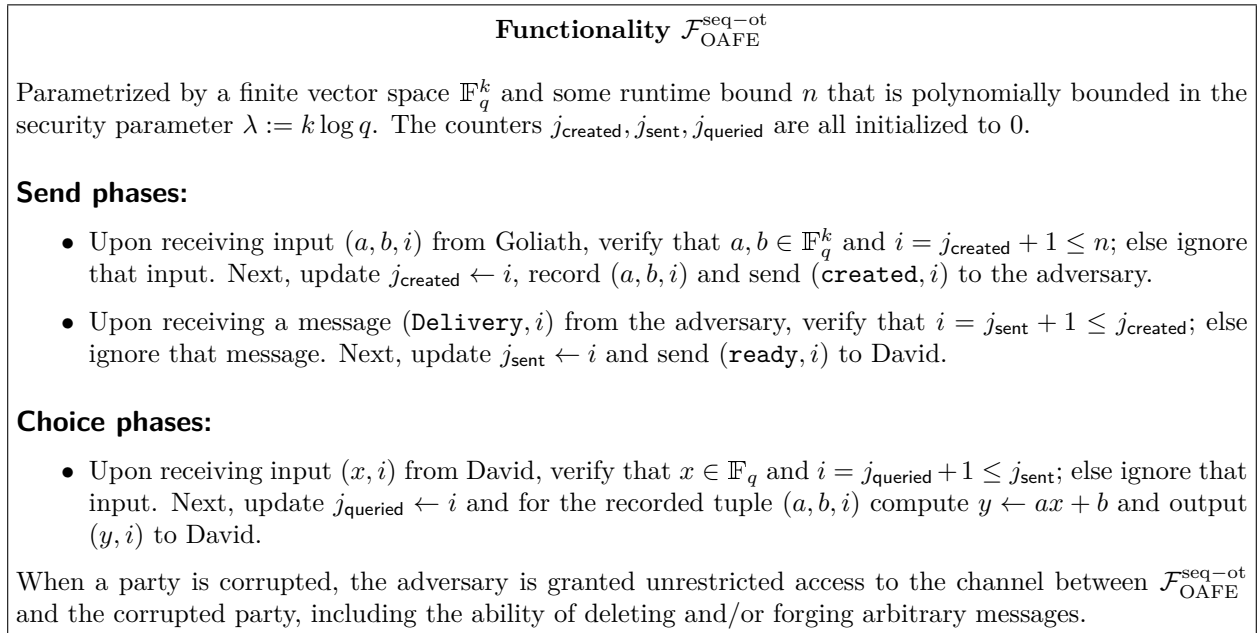 Functionality $\mathcal{F}_{\mathrm{OAFE}}^{\mathrm{seq-ot}}$
Parametrized by a finite vector space $\mathbb{F}_q^k$ and some runtime bound $n$ that is polynomially bounded in the
security parameter $\lambda := k \log q$. The counters $j_{\mathsf{created}}, j_{\mathsf{sent}}, j_{\mathsf{queried}}$ are all initialized to 0.
Send phases:
• Upon receiving input $(a, b, i)$ from Goliath, verify that $a, b \in \mathbb{F}_q^k$ and $i = j_{\mathsf{created}} + 1 \leq n$; else ignore
that input. Next, update $j_{\mathsf{created}} \leftarrow i$, record $(a, b, i)$ and send $(\texttt{created}, i)$ to the adversary.
• Upon receiving a message $(\texttt{Delivery}, i)$ from the adversary, verify that $i = j_{\mathsf{sent}} + 1 \leq j_{\mathsf{created}}$; else
ignore that message. Next, update $j_{\mathsf{sent}} \leftarrow i$ and send $(\texttt{ready}, i)$ to David.
Choice phases:
• Upon receiving input $(x, i)$ from David, verify that $x \in \mathbb{F}_q$ and $i = j_{\mathsf{queried}} + 1 \leq j_{\mathsf{sent}}$; else ignore that
input. Next, update $j_{\mathsf{queried}} \leftarrow i$ and for the recorded tuple $(a, b, i)$ compute $y \leftarrow ax + b$ and output
$(y, i)$ to David.
When a party is corrupted, the adversary is granted unrestricted access to the channel between $\mathcal{F}_{\mathrm{OAFE}}^{\mathrm{seq-ot}}$
and the corrupted party, including the ability of deleting and/or forging arbitrary messages.